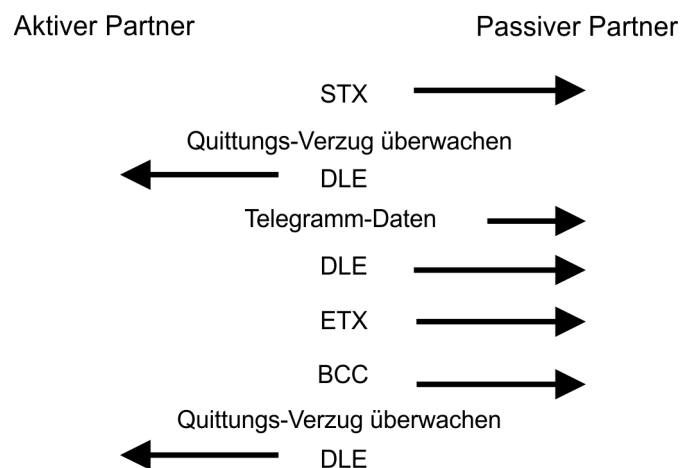 Aktiver Partner Passiver Partner
STX
Quittungs-Verzug überwachen
DLE
Telegramm-Daten
DLE
ETX
BCC
Quittungs-Verzug überwachen
DLE